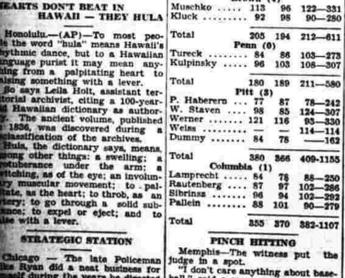 HEARTS DON'T BEAT IN
HAWAII — THEY HULA
Honolulu.—(AP)—To most peo-
the word "hula" means Hawaii's
rhythmic dance, but to a Hawaiian
language purist it may mean any-
thing from a palpitating heart to
raising something with a lever.
So says Leila Holt, assistant ter-
ritorial archivist, citing a 100-year-
Hawaiian dictionary as author-
The ancient volume, published
1836, was discovered during a
classification of the archives.
Hula, the dictionary says, means,
among other things: a swelling; a
protuberance under the arm; a
twitching, as of the eye; an involun-
tary muscular movement; to pal-
pitate, as the heart; to throb, as an
artery; to go through a solid sub-
stance; to expel or eject; and to
with a lever.
STRATEGIC STATION
Chicago — The late Policeman
Ryan did a neat business for
Muschko 113 96 122—331
Kluck 92 98 90—280
Total 205 194 212—611
Penn (0)
Tureck 84 86 103—273
Kulpinsky 96 103 108—307
Total 180 189 211—580
Pitt (3)
P. Haberern 77 87 78—242
W. Staven 98 85 124—307
Werner 121 116 93—330
Weiss — — 114—114
Dummy 84 78 —162
Total 380 366 409-1155
Columbia (1)
Lamprecht 84 78 88—250
Rautenberg 87 97 102—286
Sibrinsz 96 94 102—292
Pallein 88 101 90—279
Total 355 370 382-1107
PINCH HITTING
Memphis—The witness put the
judge in a spot.
"I don't care anything about base-